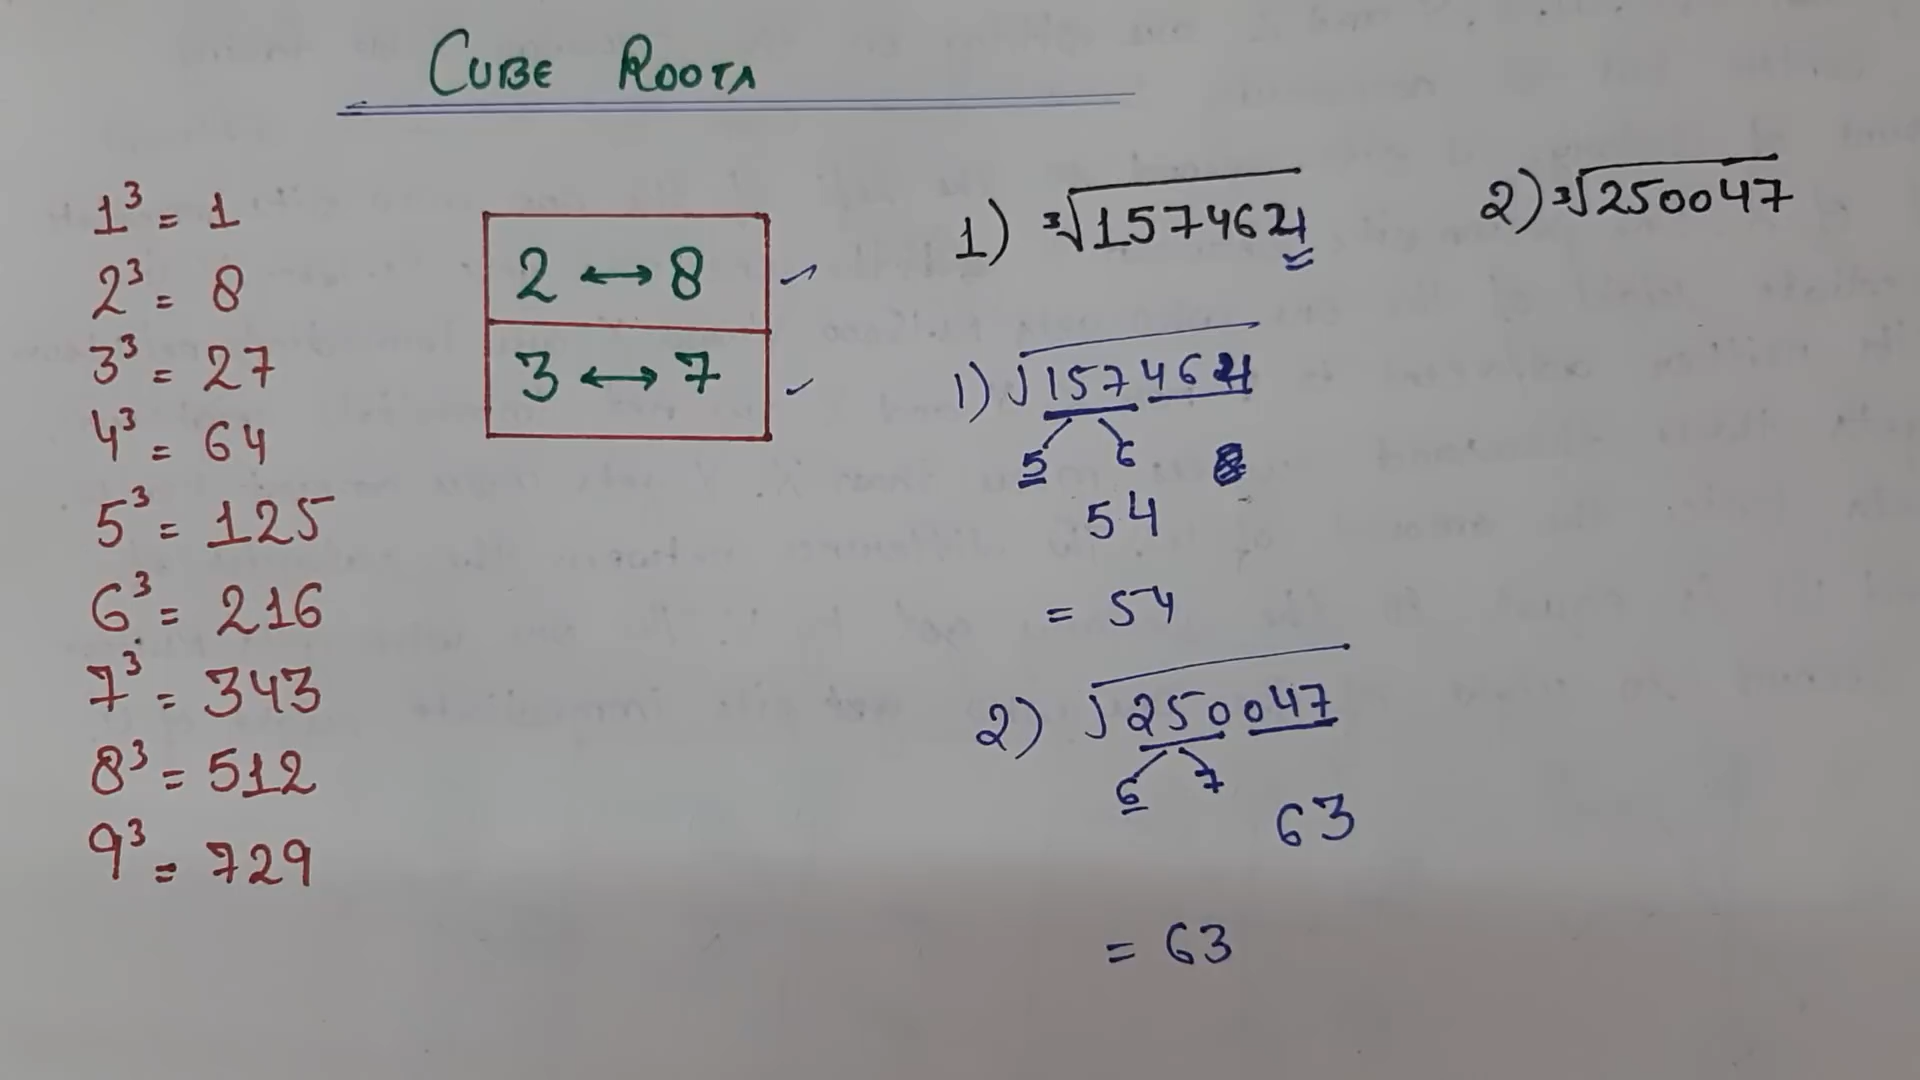 CUBE ROOTS
1³ = 1
2³ = 8
3³ = 27
4³ = 64
5³ = 125
6³ = 216
7³ = 343
8³ = 512
9³ = 729
2 ↔ 8 ✓
3 ↔ 7 ✓
1) ³√157464
2) ³√250047
1) √157464
5 6 8
54
= 54
2) √250047
6 7
63
= 63